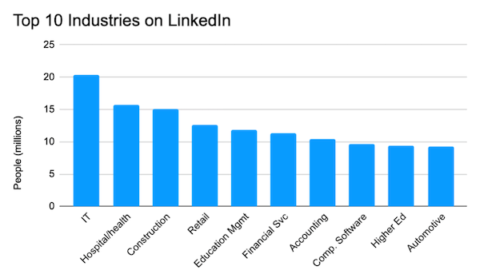 Top 10 Industries on LinkedIn
25
20
15
10
5
0
People (millions)
IT
Hospital/health
Construction
Retail
Education Mgmt
Financial Svc
Accounting
Comp. Software
Higher Ed
Automotive